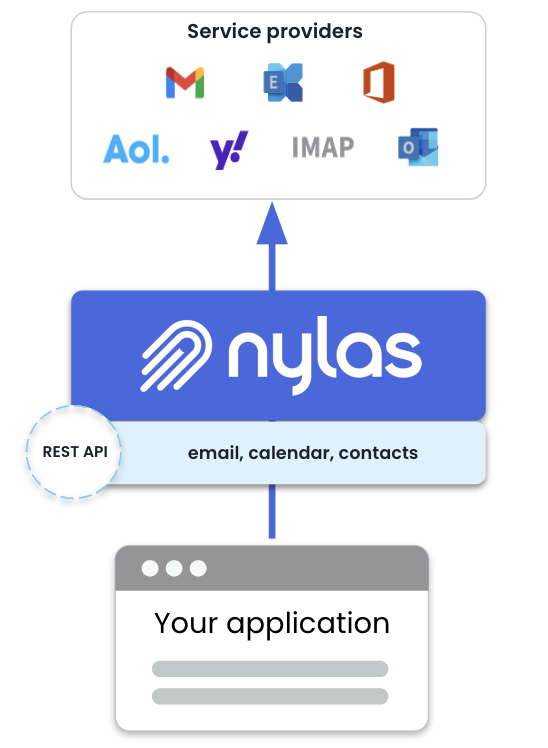 Service providers
E
Aol.
y!
IMAP
O
nylas
REST API
email, calendar, contacts
Your application